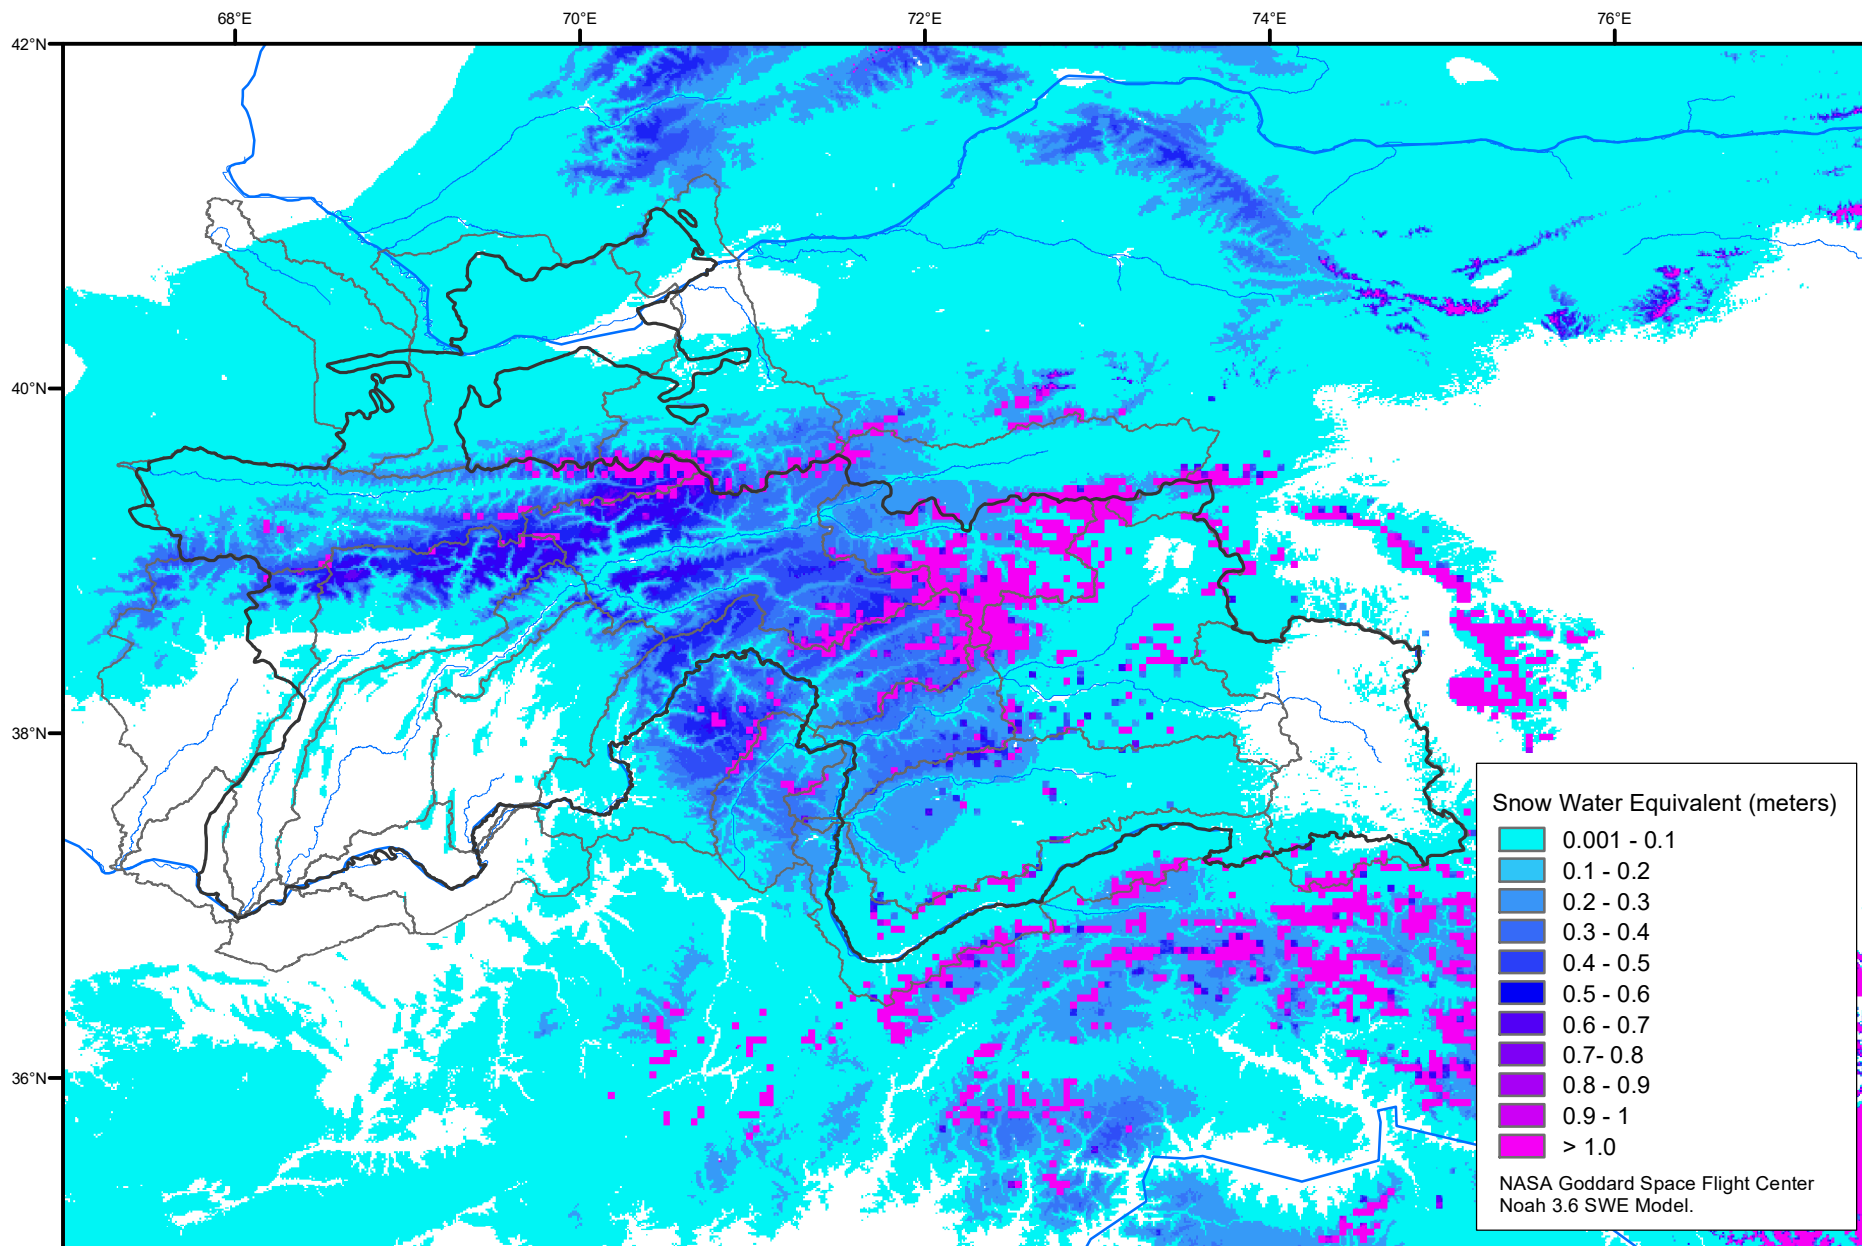 68°E
70°E
72°E
74°E
76°E
42°N
40°N
38°N
36°N
Snow Water Equivalent (meters)
0.001 - 0.1
0.1 - 0.2
0.2 - 0.3
0.3 - 0.4
0.4 - 0.5
0.5 - 0.6
0.6 - 0.7
0.7- 0.8
0.8 - 0.9
0.9 - 1
> 1.0
NASA Goddard Space Flight Center
Noah 3.6 SWE Model.